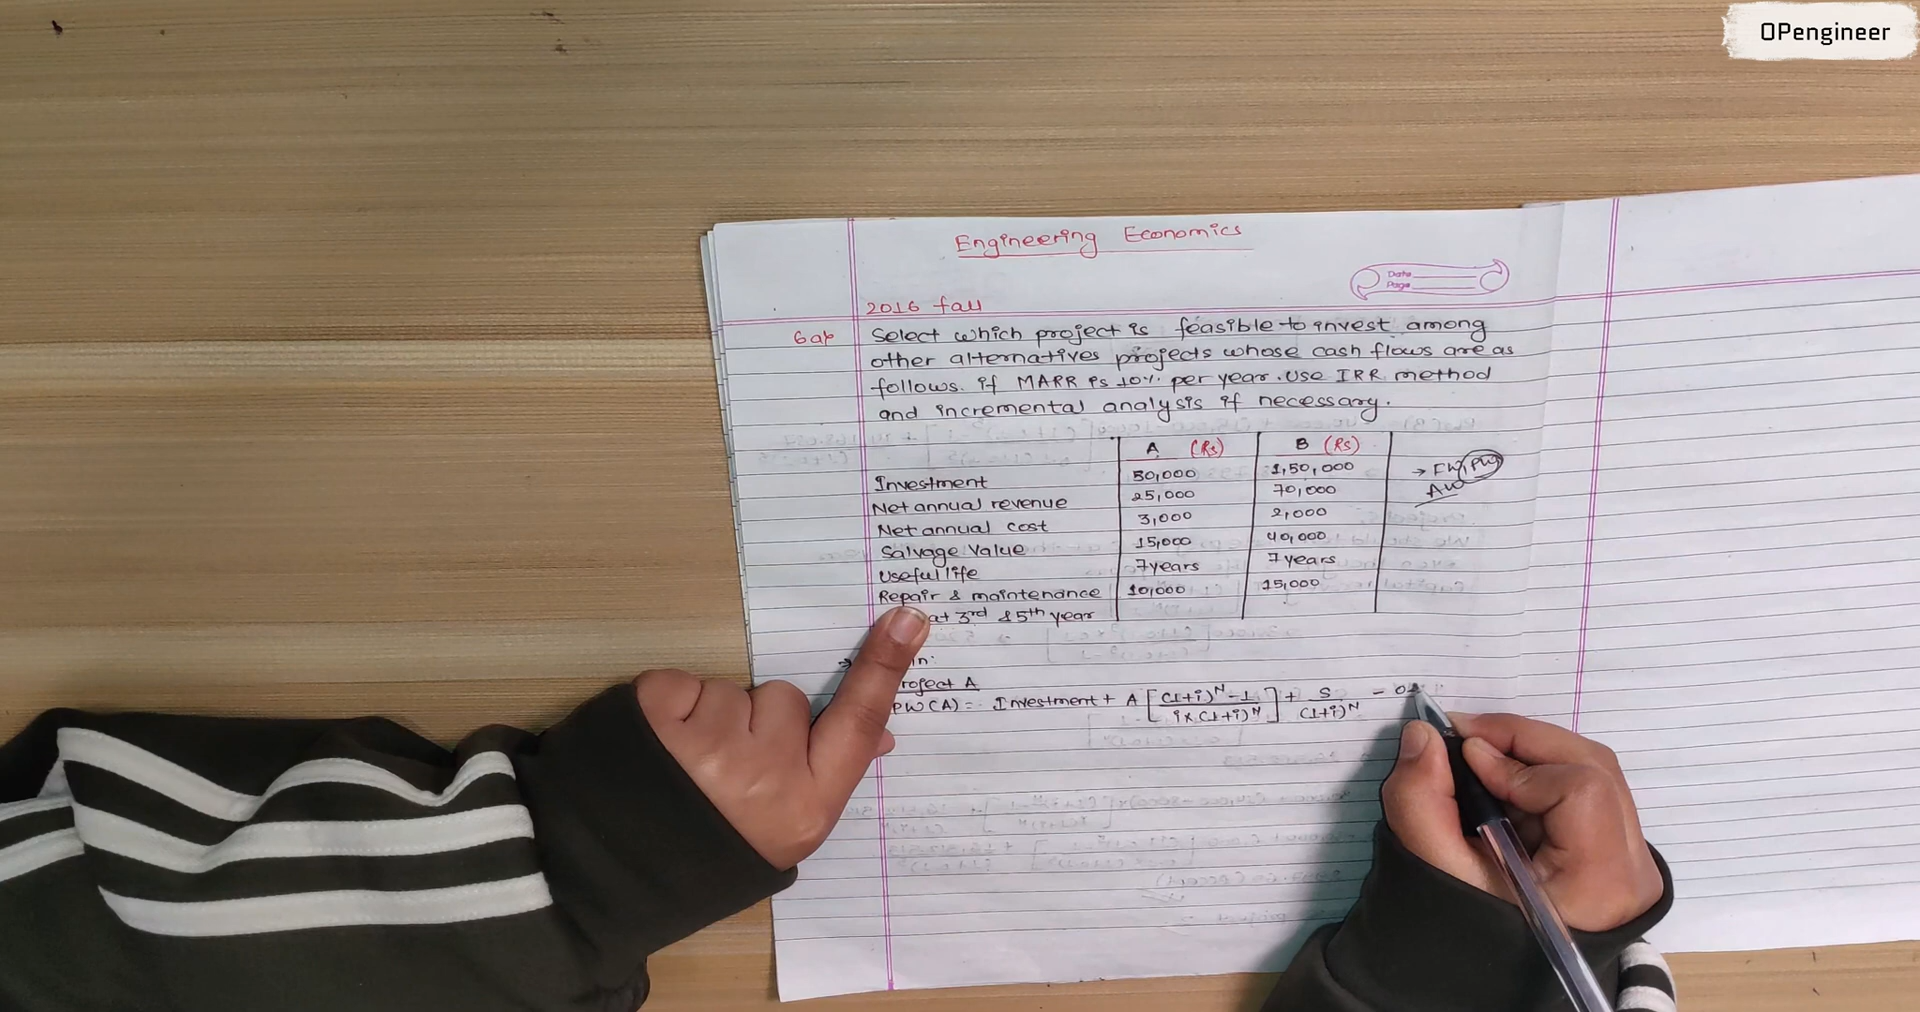 OPengineer
Engineering Economics
Date
Page
2016 fall
6a)
Select which project is feasible to invest among
other alternatives projects whose cash flows are as
follows. if MARR is 10% per year. Use IRR method
and incremental analysis if necessary.
A (Rs) B (Rs)
Investment 50,000 1,50,000 → FW, PW
Net annual revenue 25,000 70,000 AW
Net annual cost 3,000 2,000
Salvage Value 15,000 40,000
Useful life 7years 7 years
Repair & maintenance 10,000 15,000
at 3rd & 5th year
→ in:
roject A
PW(A) = - Investment + A [(1+i)^N-1 / i×(1+i)^N] + S/(1+i)^N -